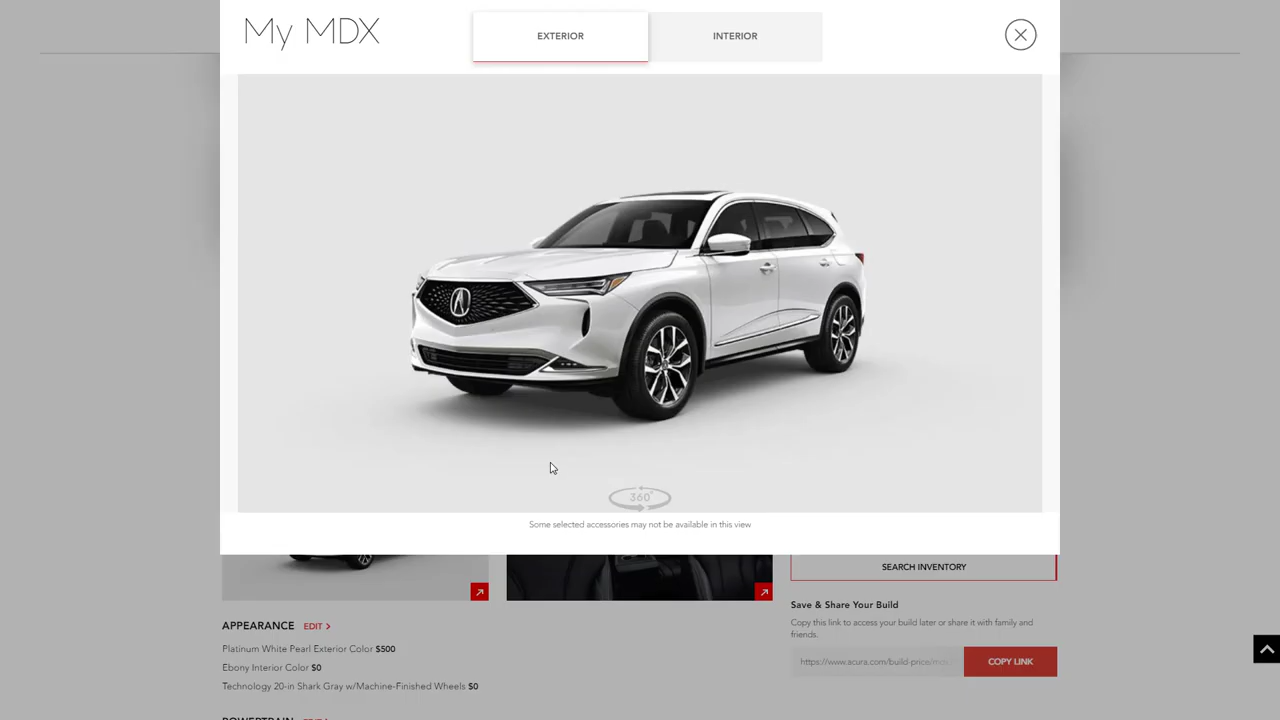 My MDX
EXTERIOR
INTERIOR
360°
Some selected accessories may not be available in this view
SEARCH INVENTORY
Save & Share Your Build
Copy this link to access your build later or share it with family and
friends.
https://www.acura.com/build-price/mdx
COPY LINK
APPEARANCE EDIT >
Platinum White Pearl Exterior Color $500
Ebony Interior Color $0
Technology 20-in Shark Gray w/Machine-Finished Wheels $0
POWERTRAIN EDIT >